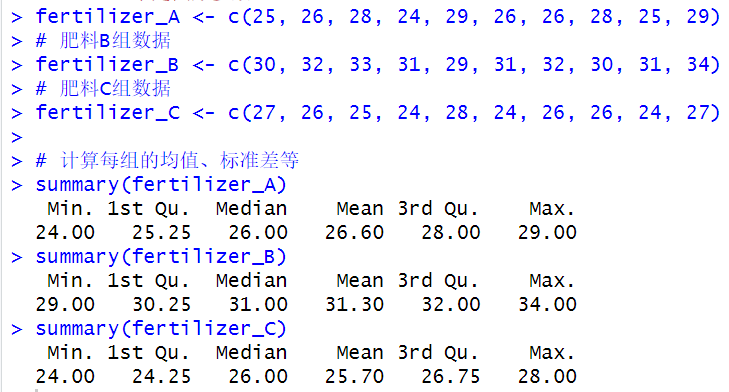 > fertilizer_A <- c(25, 26, 28, 24, 29, 26, 26, 28, 25, 29)
> # 肥料B组数据
> fertilizer_B <- c(30, 32, 33, 31, 29, 31, 32, 30, 31, 34)
> # 肥料C组数据
> fertilizer_C <- c(27, 26, 25, 24, 28, 24, 26, 26, 24, 27)
>
> # 计算每组的均值、标准差等
> summary(fertilizer_A)
   Min. 1st Qu.  Median    Mean 3rd Qu.    Max.
  24.00   25.25   26.00   26.60   28.00   29.00
> summary(fertilizer_B)
   Min. 1st Qu.  Median    Mean 3rd Qu.    Max.
  29.00   30.25   31.00   31.30   32.00   34.00
> summary(fertilizer_C)
   Min. 1st Qu.  Median    Mean 3rd Qu.    Max.
  24.00   24.25   26.00   25.70   26.75   28.00